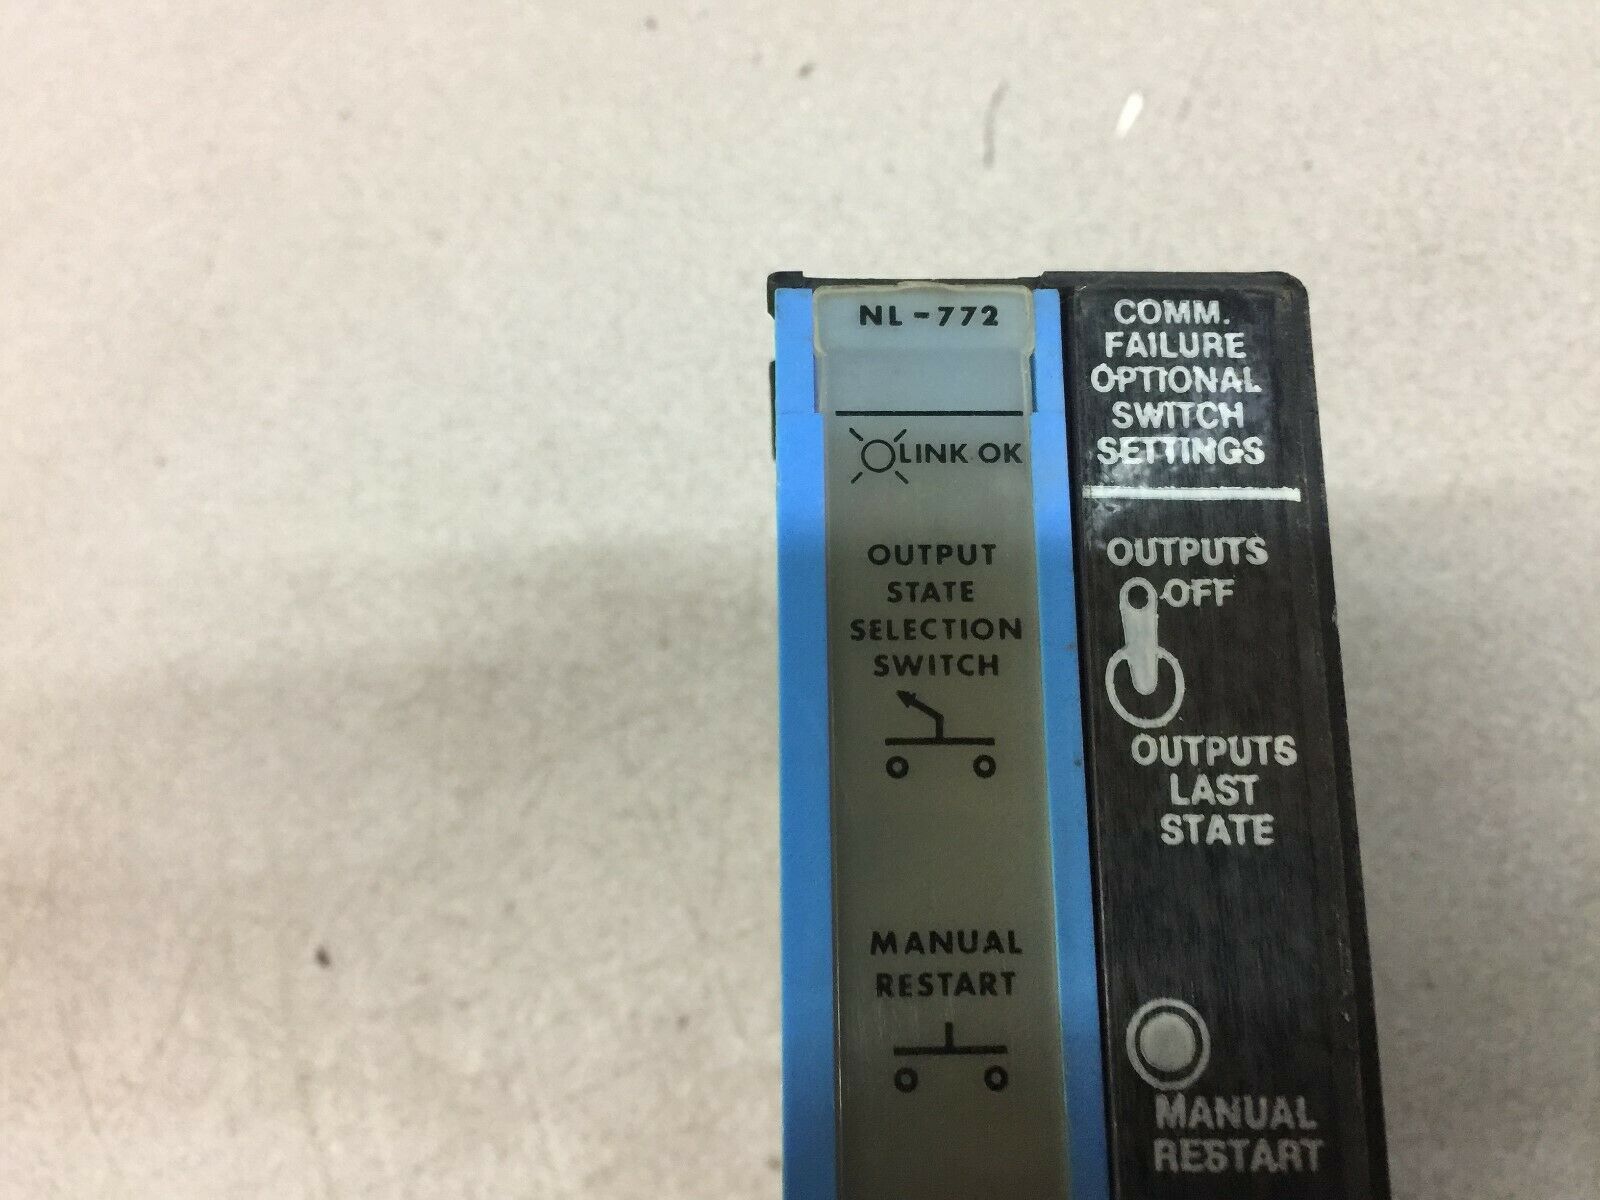 NL-772
LINK OK
OUTPUT
STATE
SELECTION
SWITCH
MANUAL
RESTART
COMM.
FAILURE
OPTIONAL
SWITCH
SETTINGS
OUTPUTS
OFF
OUTPUTS
LAST
STATE
MANUAL
RESTART